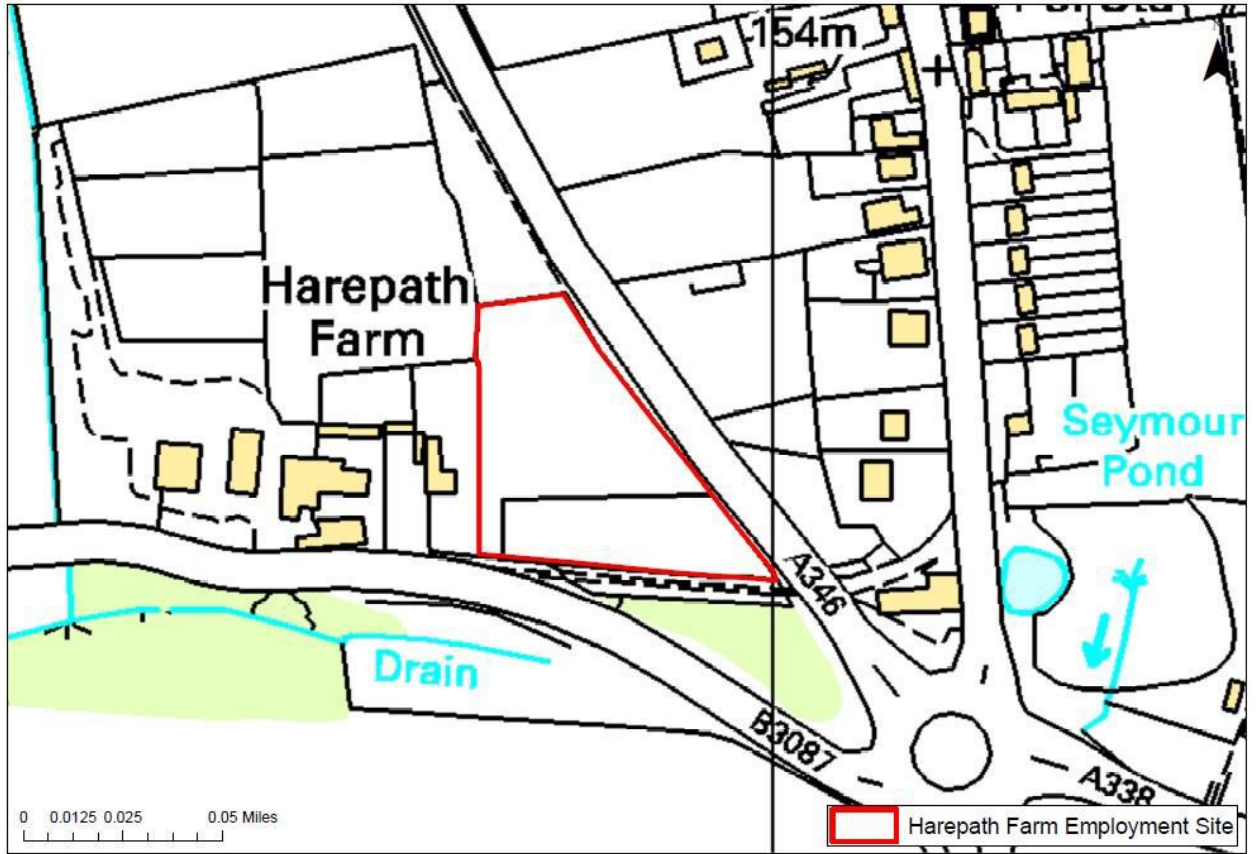 154m
Harepath
Farm
Seymour
Pond
A346
Drain
B3087
A338
0 0.0125 0.025 0.05 Miles
Harepath Farm Employment Site